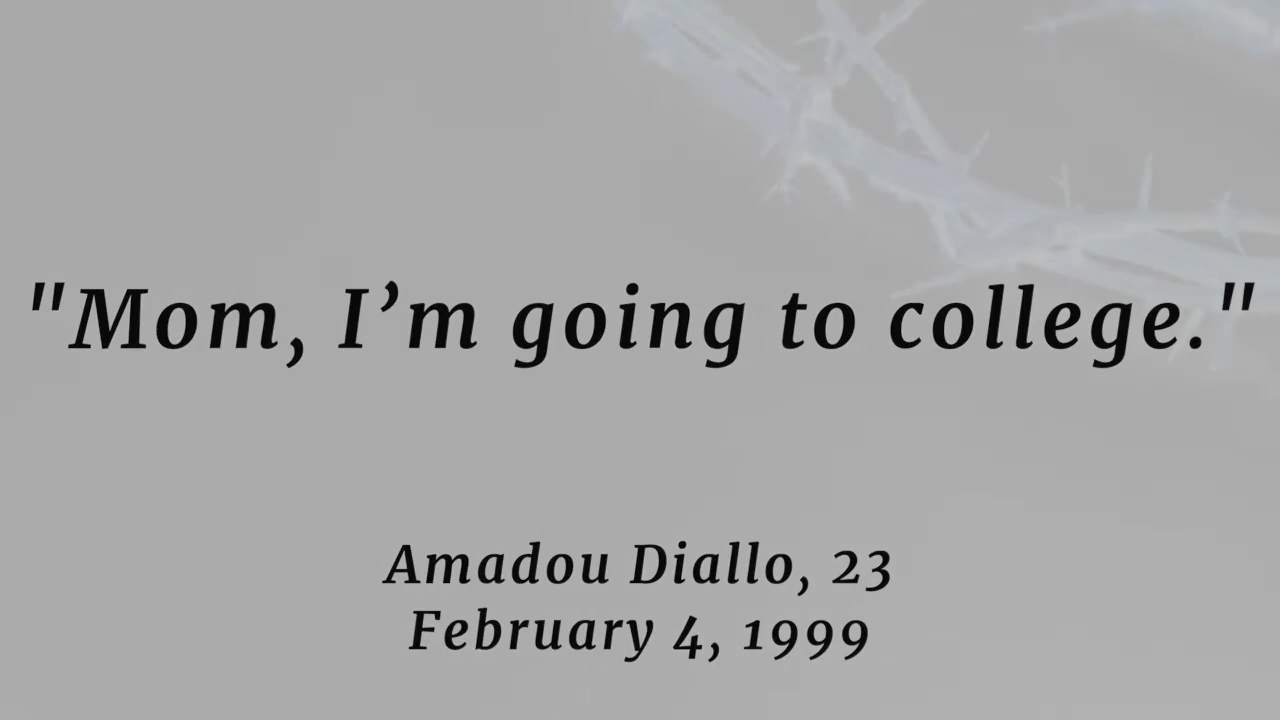 "Mom, I’m going to college."
Amadou Diallo, 23
February 4, 1999